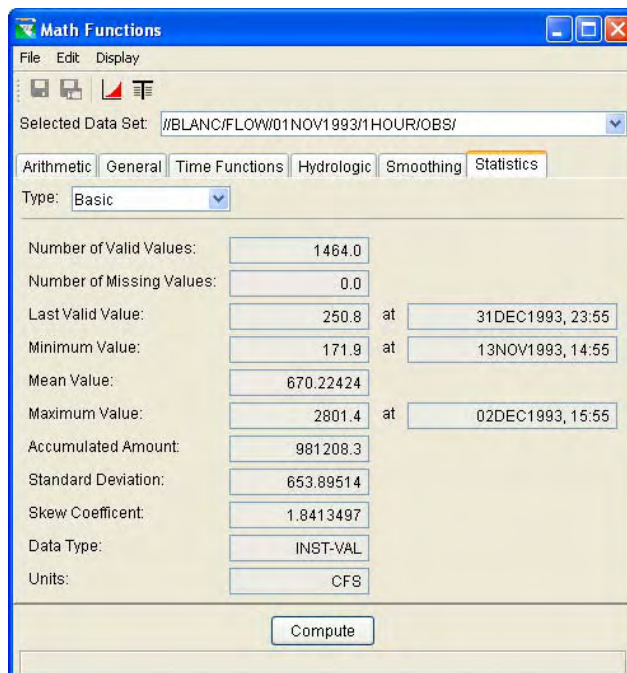 Math Functions
File Edit Display
Selected Data Set: //BLANC/FLOW/01NOV1993/1HOUR/OBS/
Arithmetic General Time Functions Hydrologic Smoothing Statistics
Type: Basic
Number of Valid Values: 1464.0
Number of Missing Values: 0.0
Last Valid Value: 250.8 at 31DEC1993, 23:55
Minimum Value: 171.9 at 13NOV1993, 14:55
Mean Value: 670.22424
Maximum Value: 2801.4 at 02DEC1993, 15:55
Accumulated Amount: 981208.3
Standard Deviation: 653.89514
Skew Coefficent: 1.8413497
Data Type: INST-VAL
Units: CFS
Compute